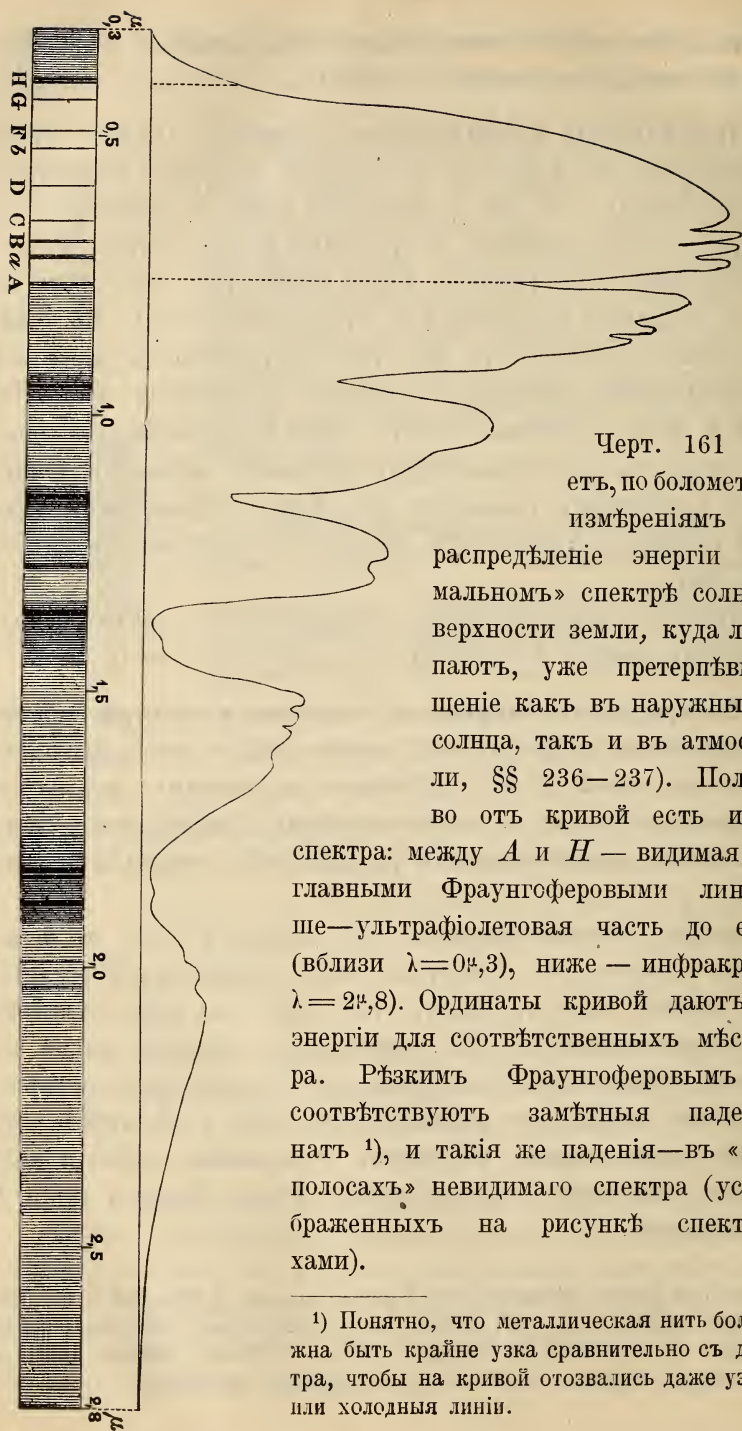 0,3 μ
0,5
1,0
1,5
2,0
2,5
2,8 μ
H G F b D C B a A
Черт. 161
етъ, по боломет
измѣреніямъ
распредѣленіе энергіи
мальномъ» спектрѣ солн
верхности земли, куда л
паютъ, уже претерпѣв
щеніе какъ въ наружны
солнца, такъ и въ атмос
ли, §§ 236—237). Пол
во отъ кривой есть и
спектра: между A и H — видимая
главными Фраунгоферовыми лин
ше—ультрафіолетовая часть до
(вблизи λ=0μ,3), ниже — инфракр
λ=2μ,8). Ординаты кривой даютъ
энергіи для соотвѣтственныхъ мѣс
ра. Рѣзкимъ Фраунгоферовымъ
соотвѣтствуютъ замѣтныя паде
натъ ¹), и такія же паденія—въ «
полосахъ» невидимаго спектра (ус
браженныхъ на рисункѣ спект
хами).
¹) Понятно, что металлическая нить бол
жна быть крайне узка сравнительно съ д
тра, чтобы на кривой отозвались даже уз
или холодныя линіи.